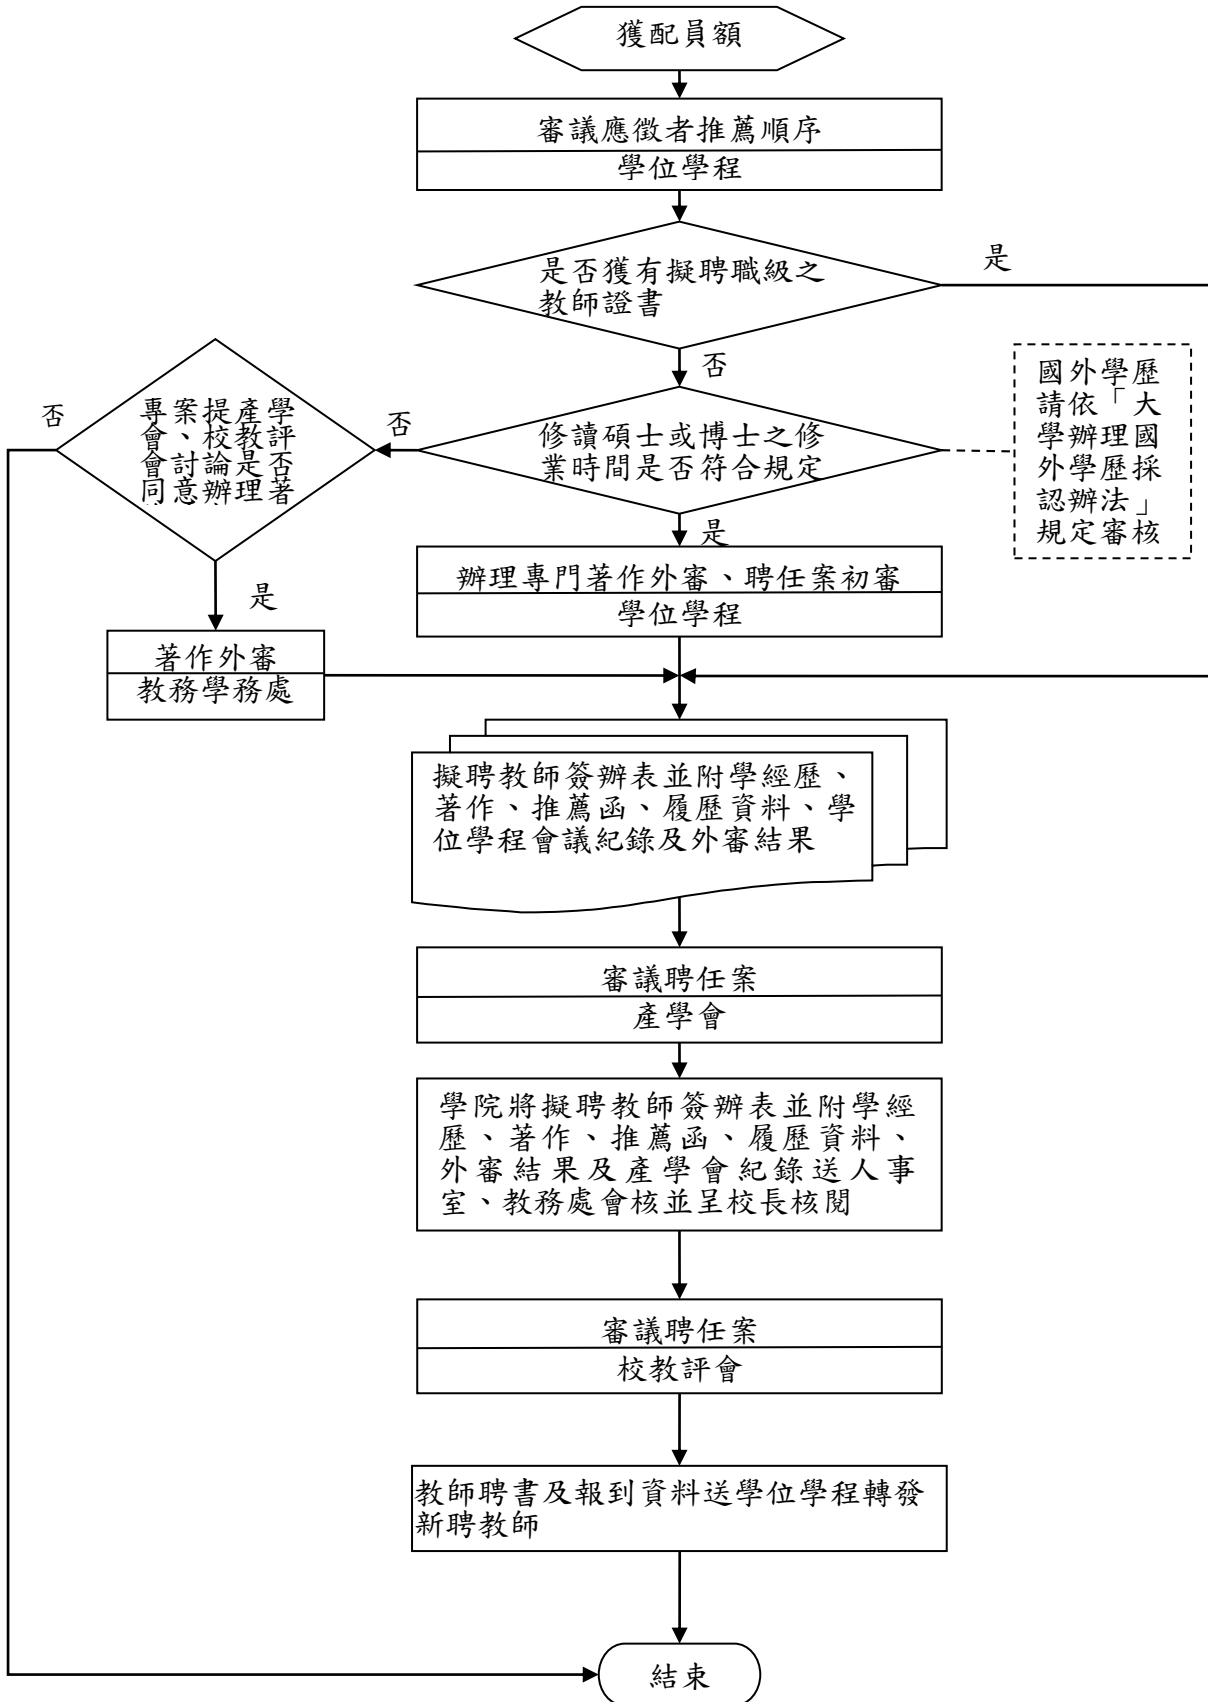 獲配員額
審議應徵者推薦順序
學位學程
是否獲有擬聘職級之
教師證書
是
否
國外學歷
請依「大
學辦理國
外學歷採
認辦法」
規定審核
修讀碩士或博士之修
業時間是否符合規定
否
專案提產學
會、校教評
會討論是否
同意辦理著
否
是
是
辦理專門著作外審、聘任案初審
學位學程
著作外審
教務學務處
擬聘教師簽辦表並附學經歷、
著作、推薦函、履歷資料、學
位學程會議紀錄及外審結果
審議聘任案
產學會
學院將擬聘教師簽辦表並附學經
歷、著作、推薦函、履歷資料、
外審結果及產學會紀錄送人事
室、教務處會核並呈校長核閱
審議聘任案
校教評會
教師聘書及報到資料送學位學程轉發
新聘教師
結束